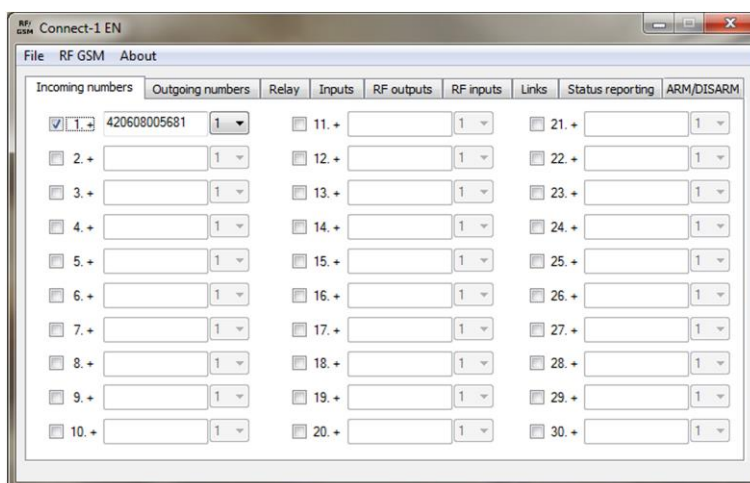 RF/GSM Connect-1 EN
File RF GSM About
Incoming numbers Outgoing numbers Relay Inputs RF outputs RF inputs Links Status reporting ARM/DISARM
1. + 420608005681 1 11. + 1 21. + 1
2. + 1 12. + 1 22. + 1
3. + 1 13. + 1 23. + 1
4. + 1 14. + 1 24. + 1
5. + 1 15. + 1 25. + 1
6. + 1 16. + 1 26. + 1
7. + 1 17. + 1 27. + 1
8. + 1 18. + 1 28. + 1
9. + 1 19. + 1 29. + 1
10. + 1 20. + 1 30. + 1